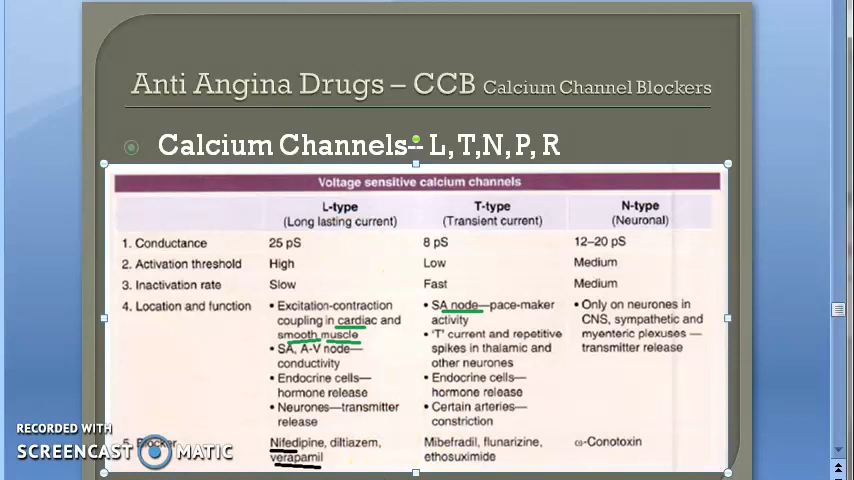 Anti Angina Drugs – CCB Calcium Channel Blockers
Calcium Channels-- L, T,N, P, R
Voltage sensitive calcium channels
L-type T-type N-type
(Long lasting current) (Transient current) (Neuronal)
1. Conductance 25 pS 8 pS 12–20 pS
2. Activation threshold High Low Medium
3. Inactivation rate Slow Fast Medium
4. Location and function • Excitation-contraction • SA node—pace-maker • Only on neurones in
coupling in cardiac and activity CNS, sympathetic and
smooth muscle • 'T' current and repetitive myenteric plexuses—
• SA, A-V node— spikes in thalamic and transmitter release
conductivity other neurones
• Endocrine cells— • Endocrine cells—
hormone release hormone release
• Neurones—transmitter • Certain arteries—
release constriction
5. Blocker Nifedipine, diltiazem, Mibefradil, flunarizine, ω-Conotoxin
verapamil ethosuximide
RECORDED WITH
SCREENCAST MATIC